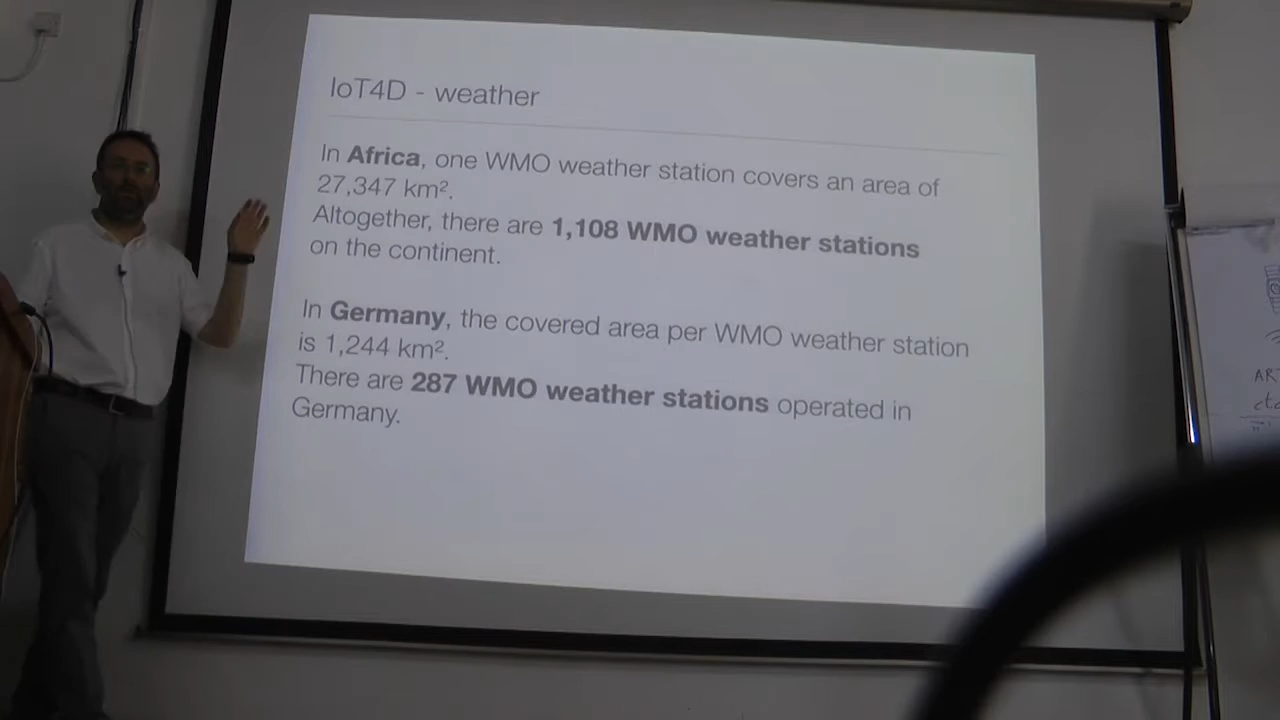 IoT4D - weather
In Africa, one WMO weather station covers an area of
27,347 km².
Altogether, there are 1,108 WMO weather stations
on the continent.
In Germany, the covered area per WMO weather station
is 1,244 km².
There are 287 WMO weather stations operated in
Germany.